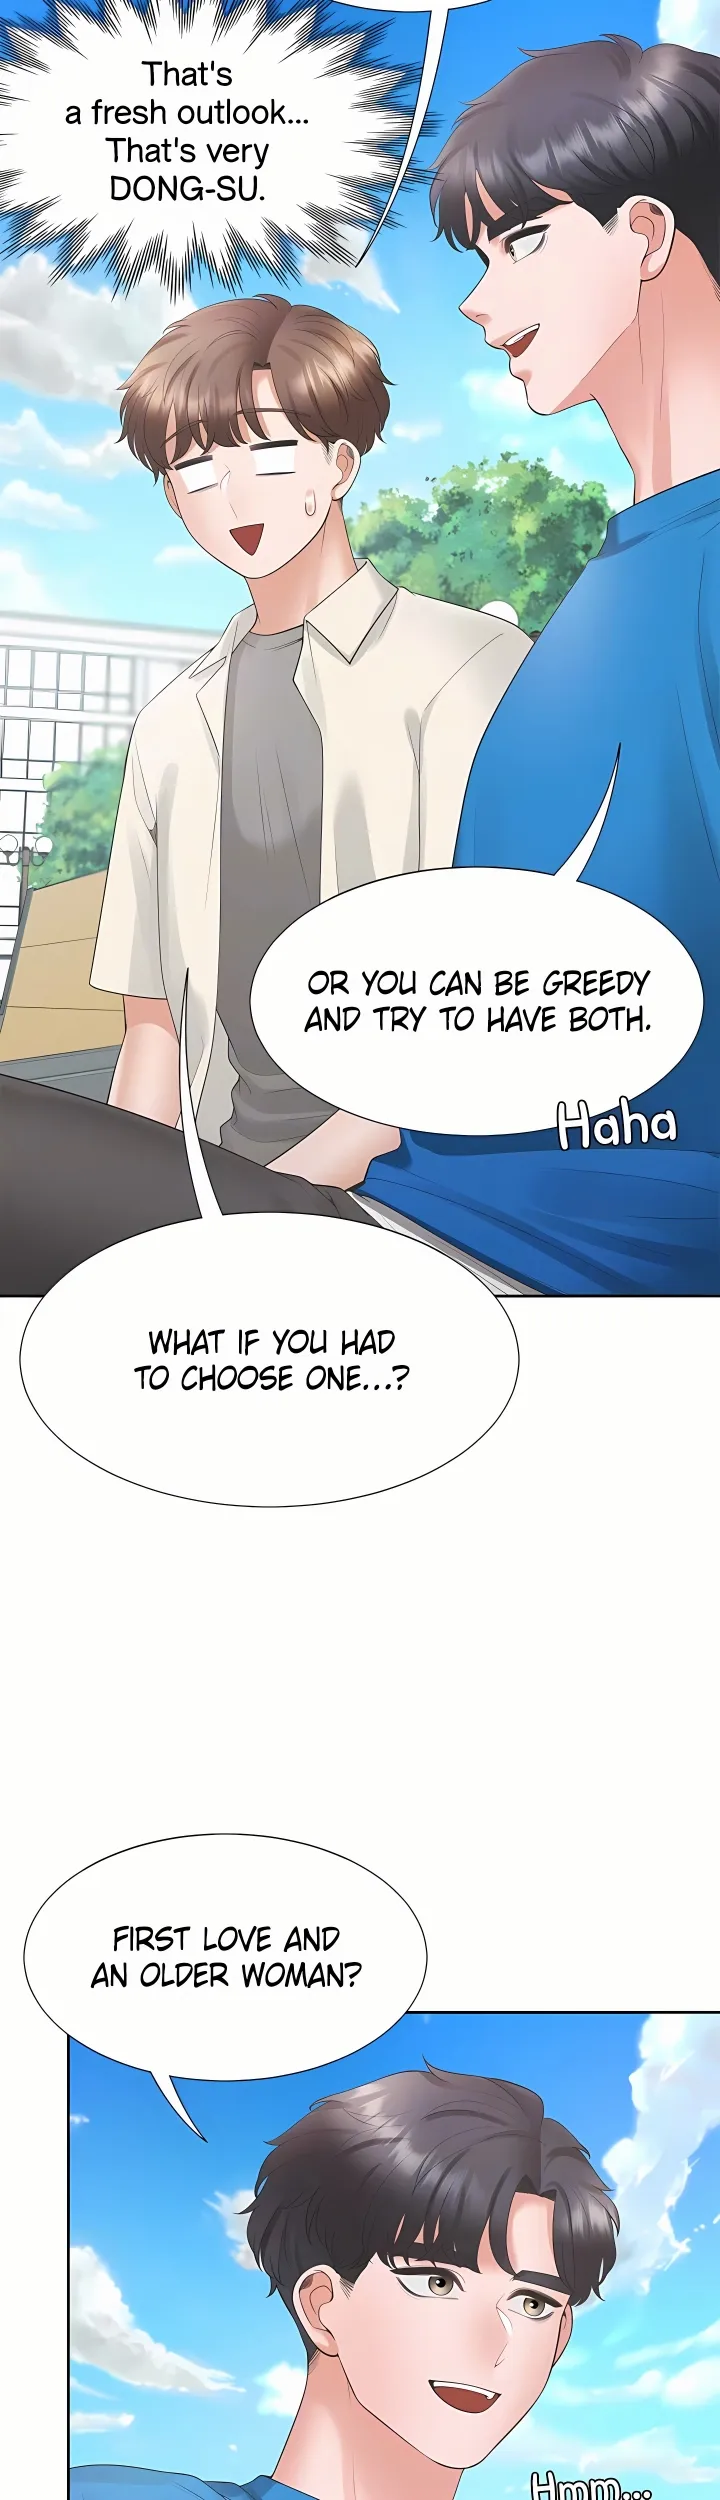 That's
a fresh outlook...
That's very
DONG-SU.
OR YOU CAN BE GREEDY
AND TRY TO HAVE BOTH.
Haha
WHAT IF YOU HAD
TO CHOOSE ONE...?
FIRST LOVE AND
AN OLDER WOMAN?
Hmm...